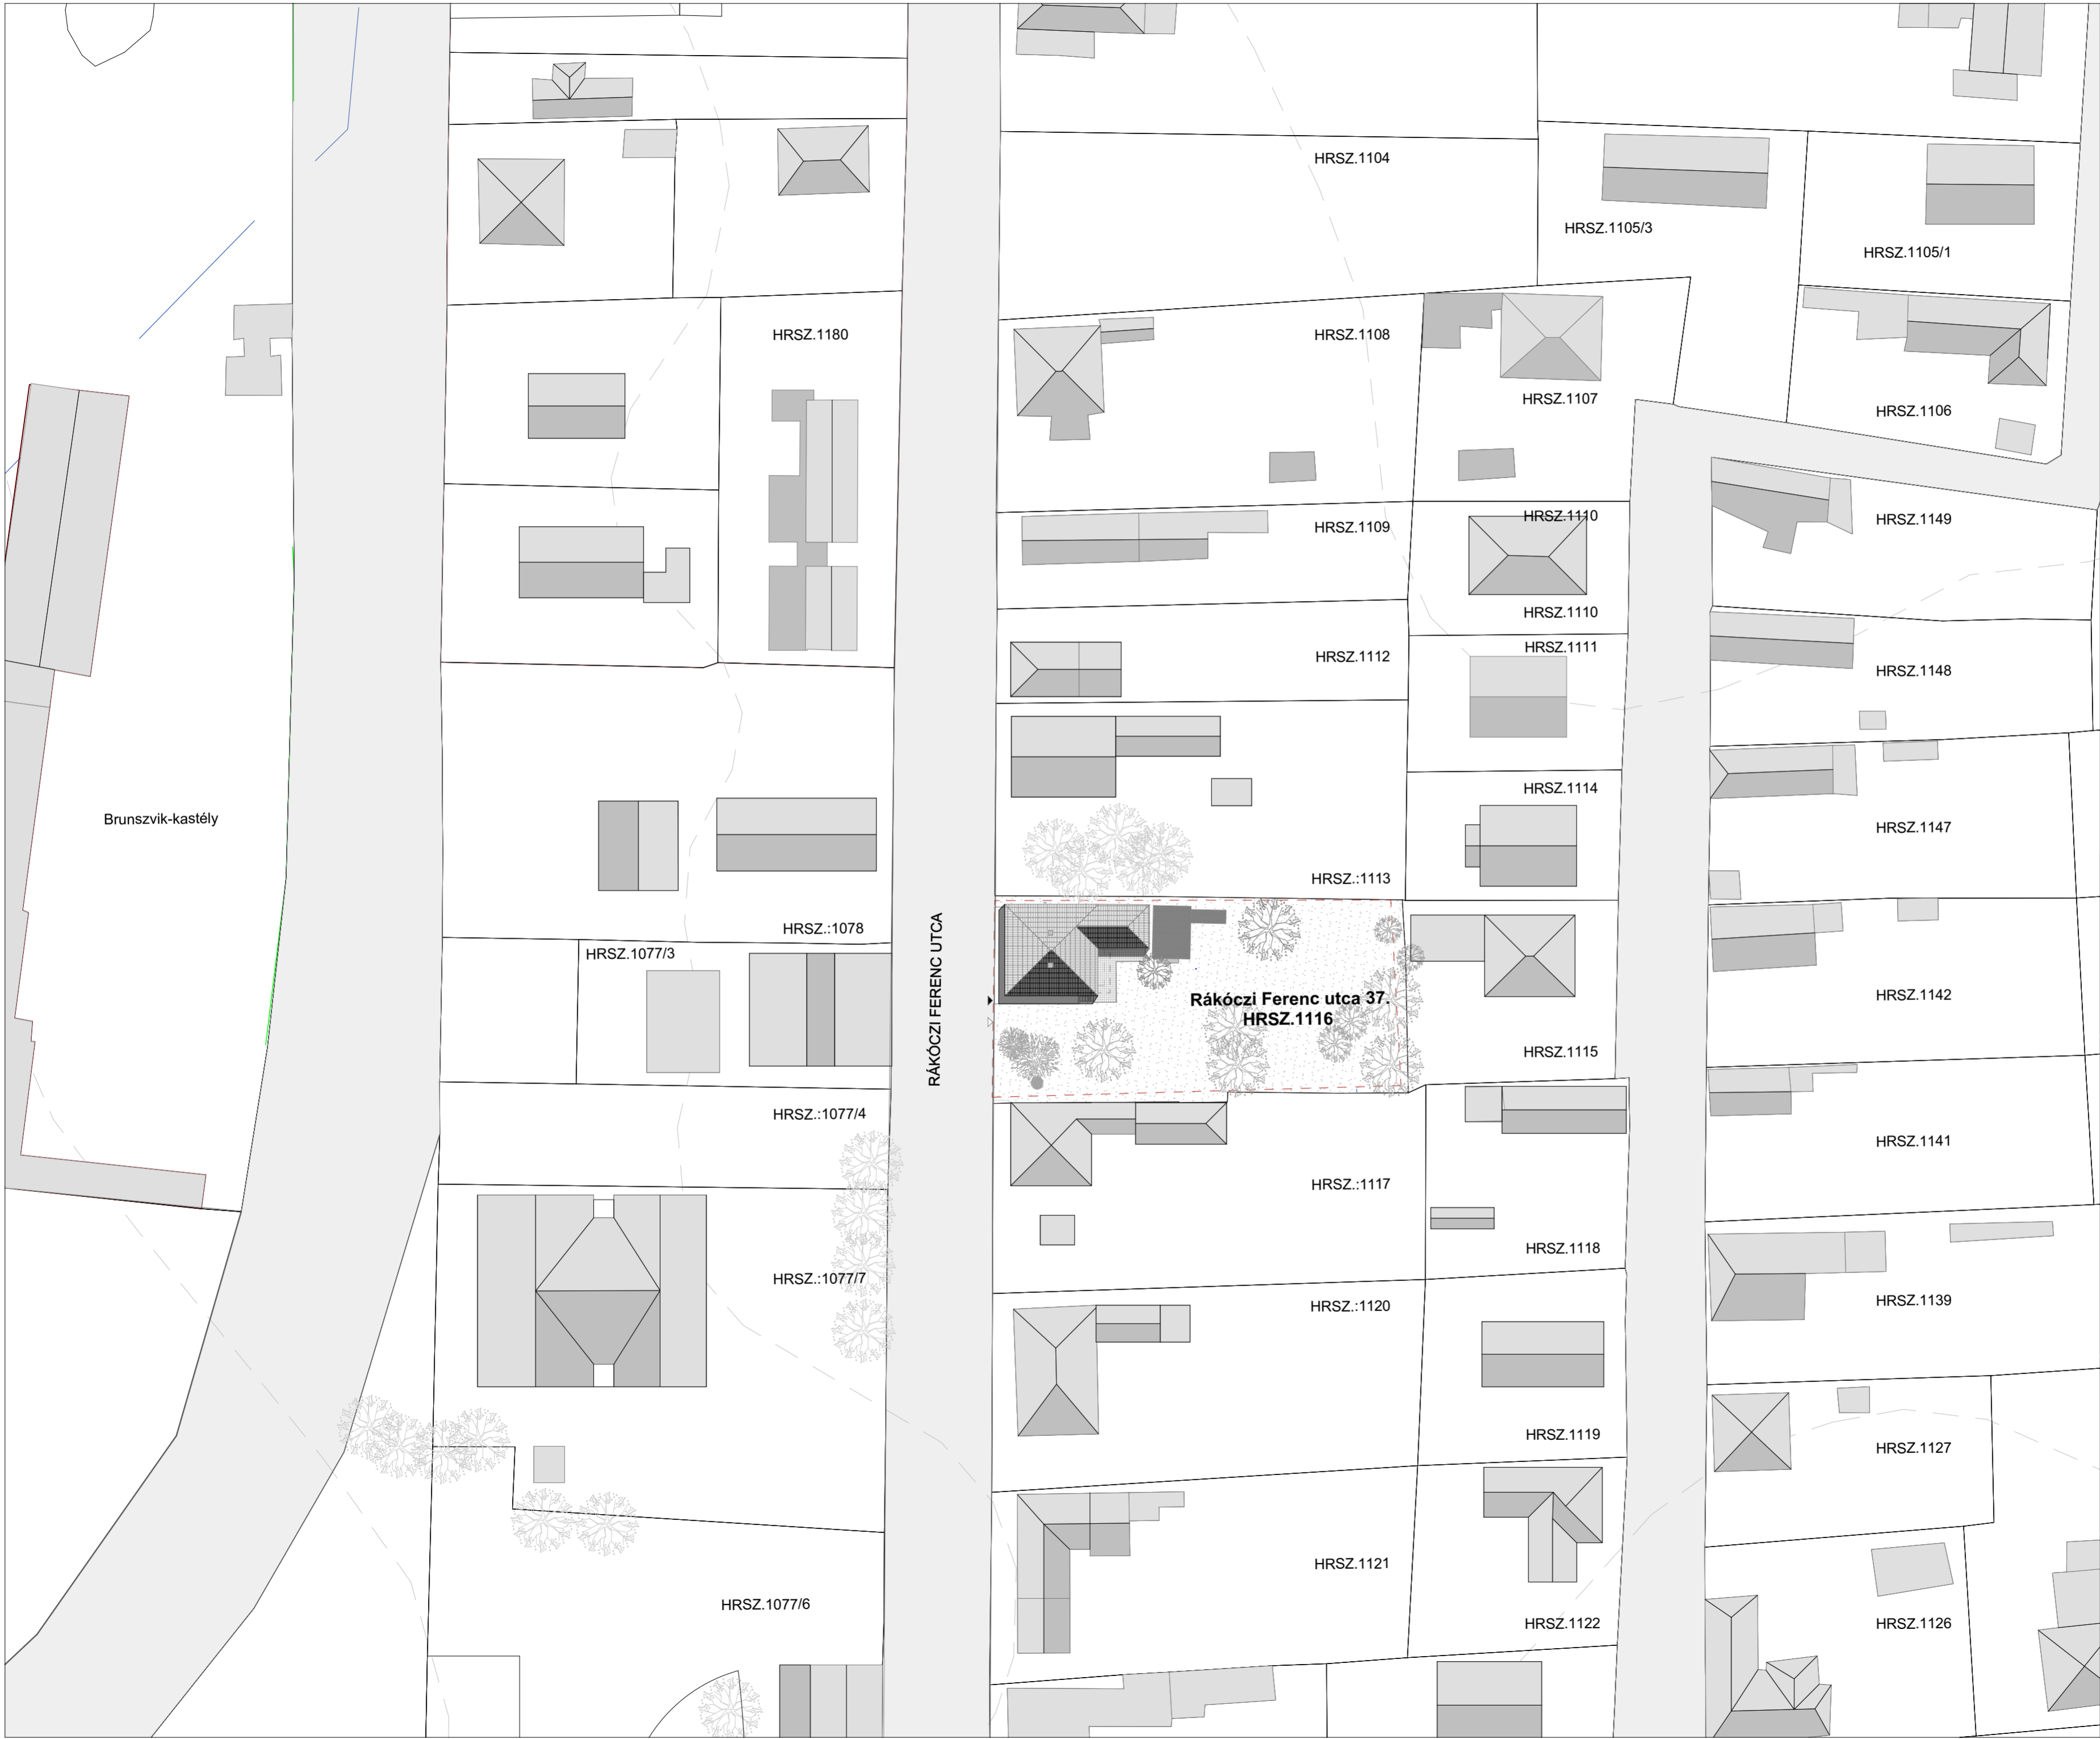 HRSZ.1104
HRSZ.1105/3
HRSZ.1105/1
HRSZ.1180
HRSZ.1108
HRSZ.1107
HRSZ.1106
HRSZ.1109
HRSZ.1110
HRSZ.1149
HRSZ.1110
HRSZ.1112
HRSZ.1111
HRSZ.1148
HRSZ.1114
Brunszvik-kastély
HRSZ.1147
HRSZ.:1113
HRSZ.:1078
HRSZ.1077/3
RÁKÓCZI FERENC UTCA
Rákóczi Ferenc utca 37.
HRSZ.1116
HRSZ.1142
HRSZ.1115
HRSZ.:1077/4
HRSZ.1141
HRSZ.:1117
HRSZ.1118
HRSZ.:1077/7
HRSZ.:1120
HRSZ.1139
HRSZ.1119
HRSZ.1127
HRSZ.1121
HRSZ.1077/6
HRSZ.1122
HRSZ.1126